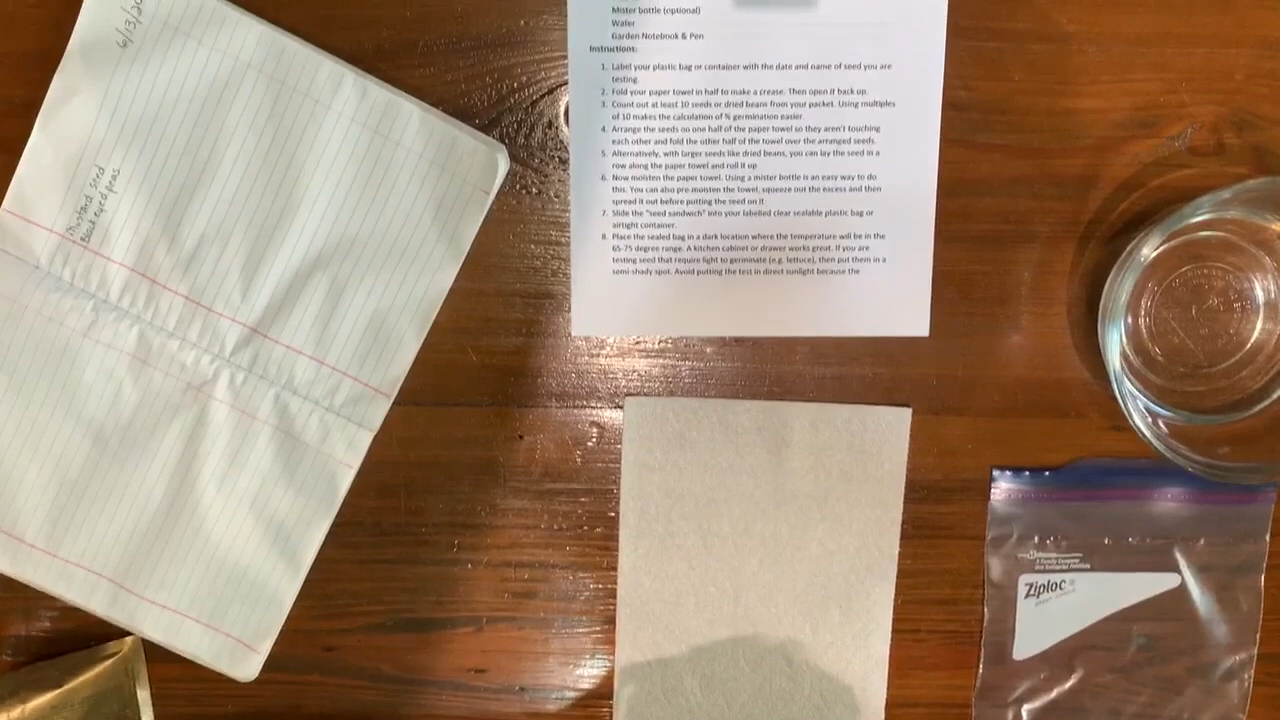 6/13/20
Mustard seed
Black eyed peas
Mister bottle (optional)
Water
Garden Notebook & Pen
Instructions:
1. Label your plastic bag or container with the date and name of seed you are
testing.
2. Fold your paper towel in half to make a crease. Then open it back up.
3. Count out at least 10 seeds or dried beans from your packet. Using multiples
of 10 makes the calculation of % germination easier.
4. Arrange the seeds on one half of the paper towel so they aren't touching
each other and fold the other half of the towel over the arranged seeds.
5. Alternatively, with larger seeds like dried beans, you can lay the seed in a
row along the paper towel and roll it up
6. Now moisten the paper towel. Using a mister bottle is an easy way to do
this. You can also pre-moisten the towel, squeeze out the excess and then
spread it out before putting the seed on it.
7. Slide the "seed sandwich" into your labelled clear sealable plastic bag or
airtight container.
8. Place the sealed bag in a dark location where the temperature will be in the
65-75 degree range. A kitchen cabinet or drawer works great. If you are
testing seed that require light to germinate (e.g. lettuce), then put them in a
semi-shady spot. Avoid putting the test in direct sunlight because the
A Family Company
Ziploc®